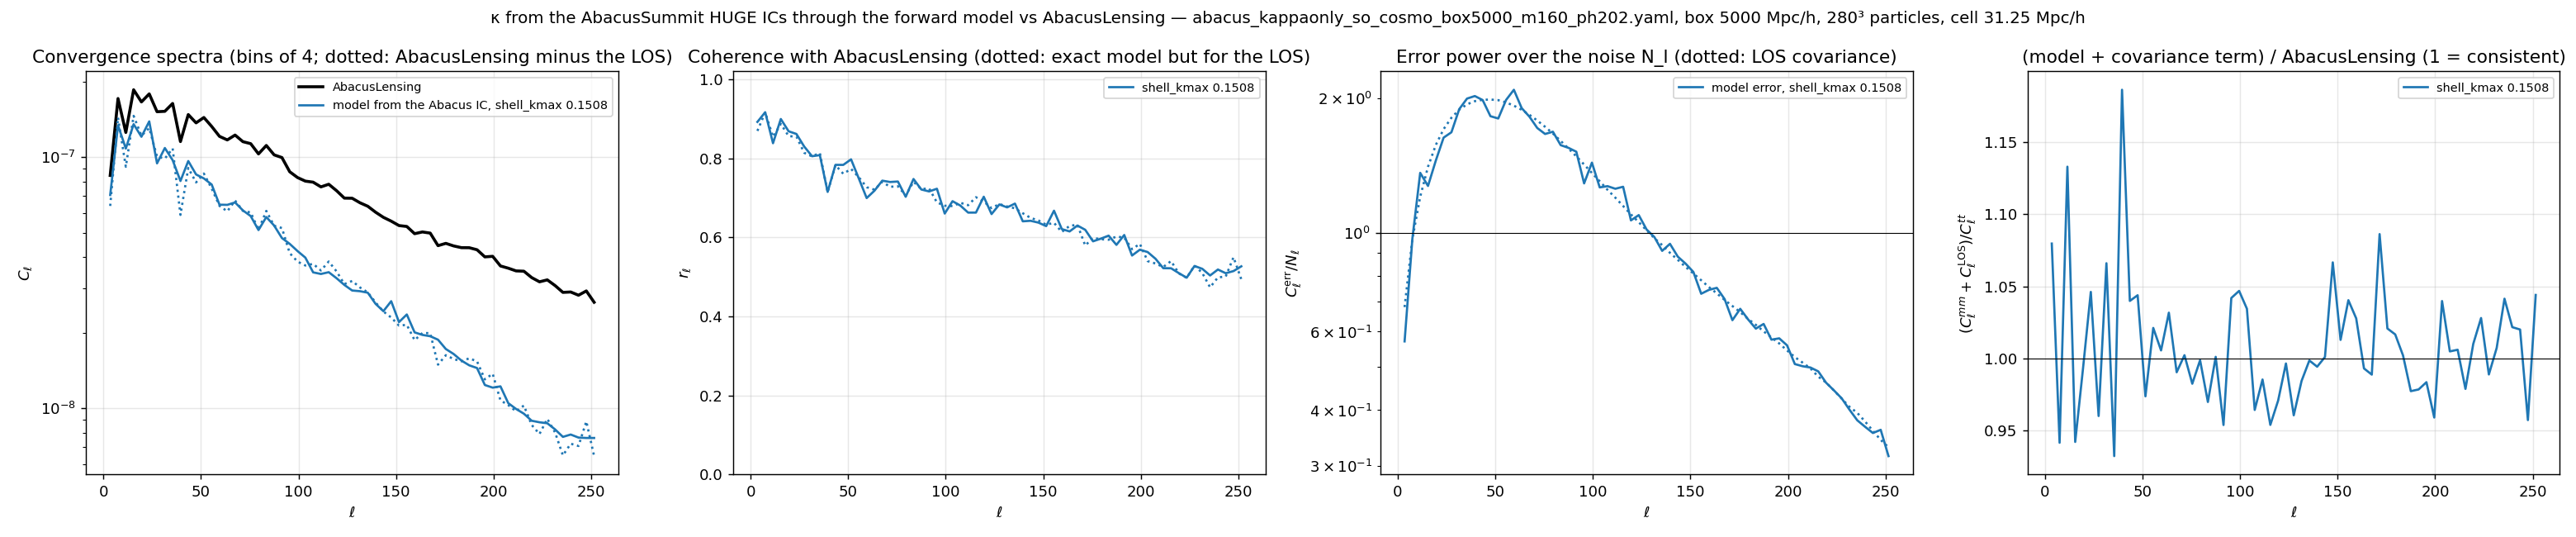 κ from the AbacusSummit HUGE ICs through the forward model vs AbacusLensing — abacus_kappaonly_so_cosmo_box5000_m160_ph202.yaml, box 5000 Mpc/h, 280³ particles, cell 31.25 Mpc/h
Convergence spectra (bins of 4; dotted: AbacusLensing minus the LOS)
AbacusLensing
model from the Abacus IC, shell_kmax 0.1508
C_ℓ
10⁻⁷
10⁻⁸
0 50 100 150 200 250
ℓ
Coherence with AbacusLensing (dotted: exact model but for the LOS)
shell_kmax 0.1508
r_ℓ
1.0
0.8
0.6
0.4
0.2
0.0
0 50 100 150 200 250
ℓ
Error power over the noise N_l (dotted: LOS covariance)
model error, shell_kmax 0.1508
C_ℓ^err/N_ℓ
2 × 10⁰
10⁰
6 × 10⁻¹
4 × 10⁻¹
3 × 10⁻¹
0 50 100 150 200 250
ℓ
(model + covariance term) / AbacusLensing (1 = consistent)
shell_kmax 0.1508
(C_ℓ^mm + C_ℓ^LOS)/C_ℓ^tt
1.15
1.10
1.05
1.00
0.95
0 50 100 150 200 250
ℓ